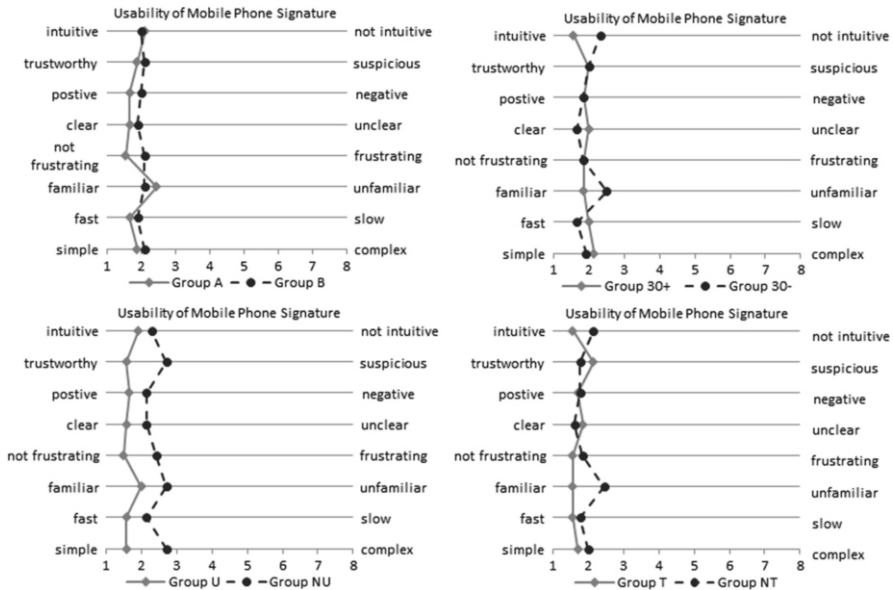 Usability of Mobile Phone Signature
intuitive not intuitive
trustworthy suspicious
postive negative
clear unclear
not
frustrating frustrating
familiar unfamiliar
fast slow
simple complex
1 2 3 4 5 6 7 8
Group A Group B
Usability of Mobile Phone Signature
intuitive not intuitive
trustworthy suspicious
postive negative
clear unclear
not frustrating frustrating
familiar unfamiliar
fast slow
simple complex
1 2 3 4 5 6 7 8
Group 30+ Group 30-
Usability of Mobile Phone Signature
intuitive not intuitive
trustworthy suspicious
postive negative
clear unclear
not frustrating frustrating
familiar unfamiliar
fast slow
simple complex
1 2 3 4 5 6 7 8
Group U Group NU
Usability of Mobile Phone Signature
intuitive not intuitive
trustworthy suspicious
postive negative
clear unclear
not frustrating frustrating
familiar unfamiliar
fast slow
simple complex
1 2 3 4 5 6 7 8
Group T Group NT